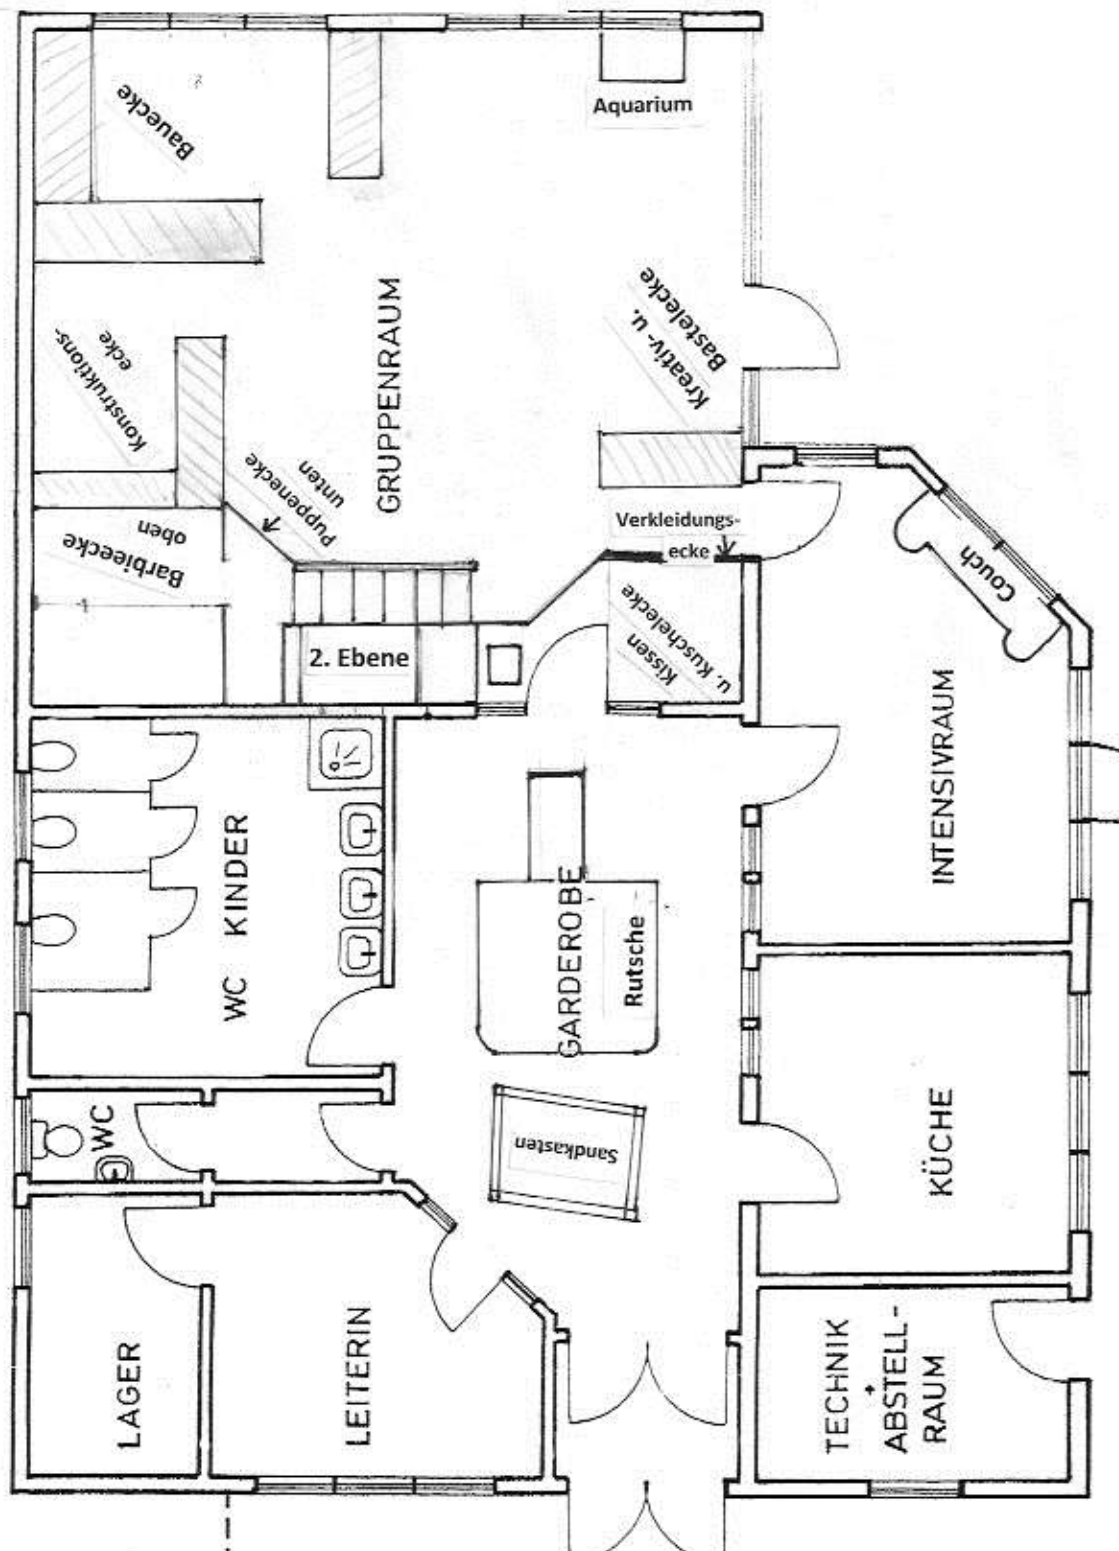 Aquarium
Bauecke
GRUPPENRAUM
Kreativ- u.
Bastelecke
Konstruktions-
ecke
Puppenecke
unten
Barbieecke
oben
Verkleidungs-
ecke
2. Ebene
Kissen
u. Kuschelecke
Couch
INTENSIVRAUM
WC KINDER
GARDEROBE
Rutsche
Sandkasten
WC
KÜCHE
LAGER
LEITERIN
TECHNIK
+
ABSTELL-
RAUM